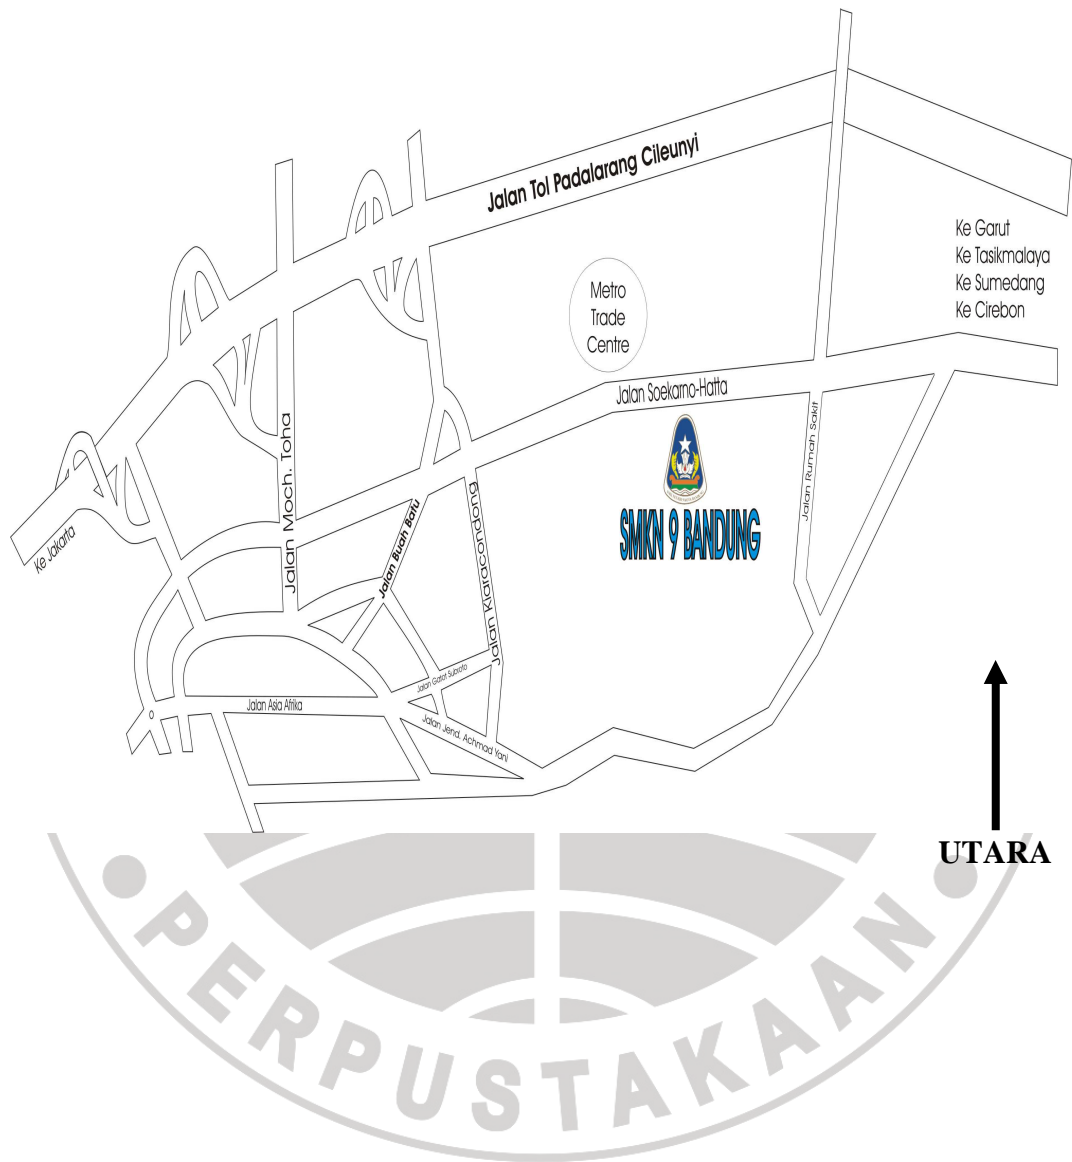 Jalan Tol Padalarang Cileunyi
Ke Garut
Ke Tasikmalaya
Ke Sumedang
Ke Cirebon
Metro
Trade
Centre
Jalan Soekarno-Hatta
Jalan Moch. Toha
Jalan Rumah Sakit
Ke Jakarta
Jalan Buah Batu
Jalan Kiaracondong
SMKN 9 BANDUNG
Jalan Gatot Subroto
Jalan Asia Afrika
Jalan Jend. Achmad Yani
UTARA
PERPUSTAKAAN